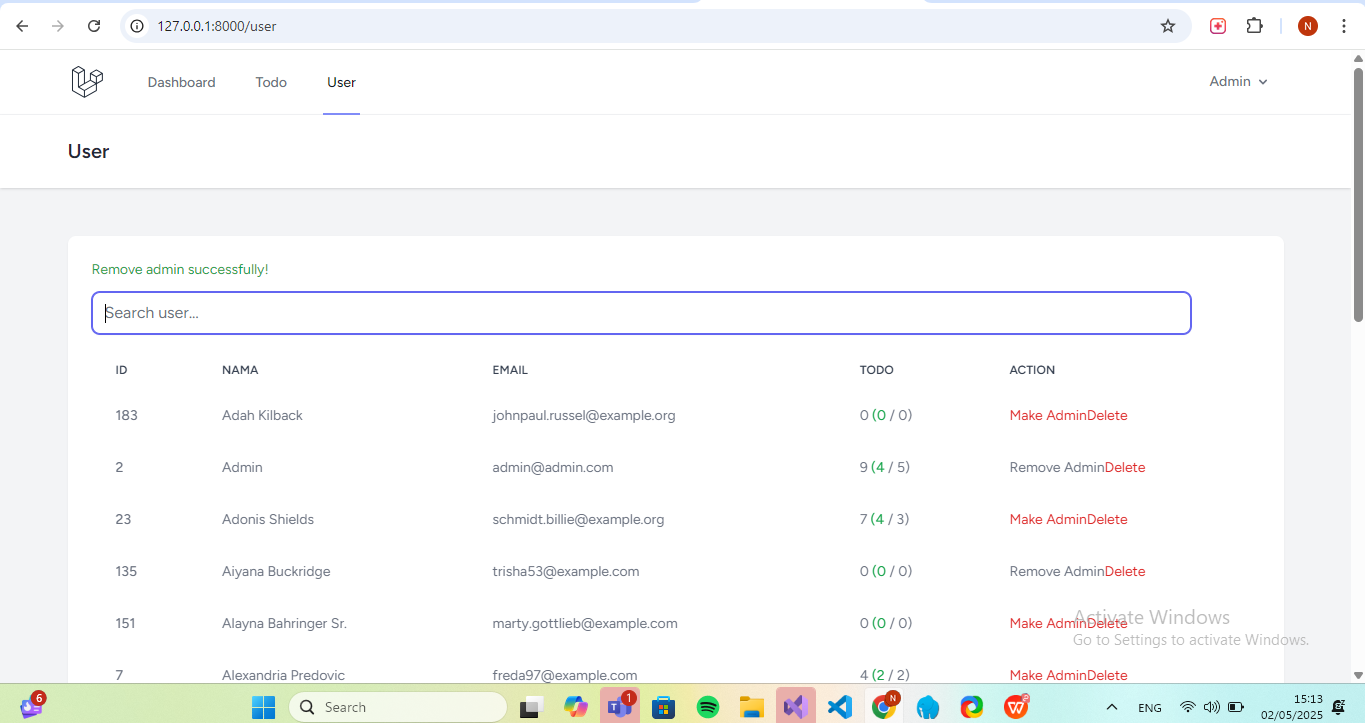 127.0.0.1:8000/user
N
Dashboard Todo User Admin
User
Remove admin successfully!
Search user...
ID NAMA EMAIL TODO ACTION
183 Adah Kilback johnpaul.russel@example.org 0 (0 / 0) Make AdminDelete
2 Admin admin@admin.com 9 (4 / 5) Remove AdminDelete
23 Adonis Shields schmidt.billie@example.org 7 (4 / 3) Make AdminDelete
135 Aiyana Buckridge trisha53@example.com 0 (0 / 0) Remove AdminDelete
151 Alayna Bahringer Sr. marty.gottlieb@example.com 0 (0 / 0) Make AdminDelete
Activate Windows
Go to Settings to activate Windows.
7 Alexandria Predovic freda97@example.com 4 (2 / 2) Make AdminDelete
6 Search 1 N ENG 15:13
02/05/2025